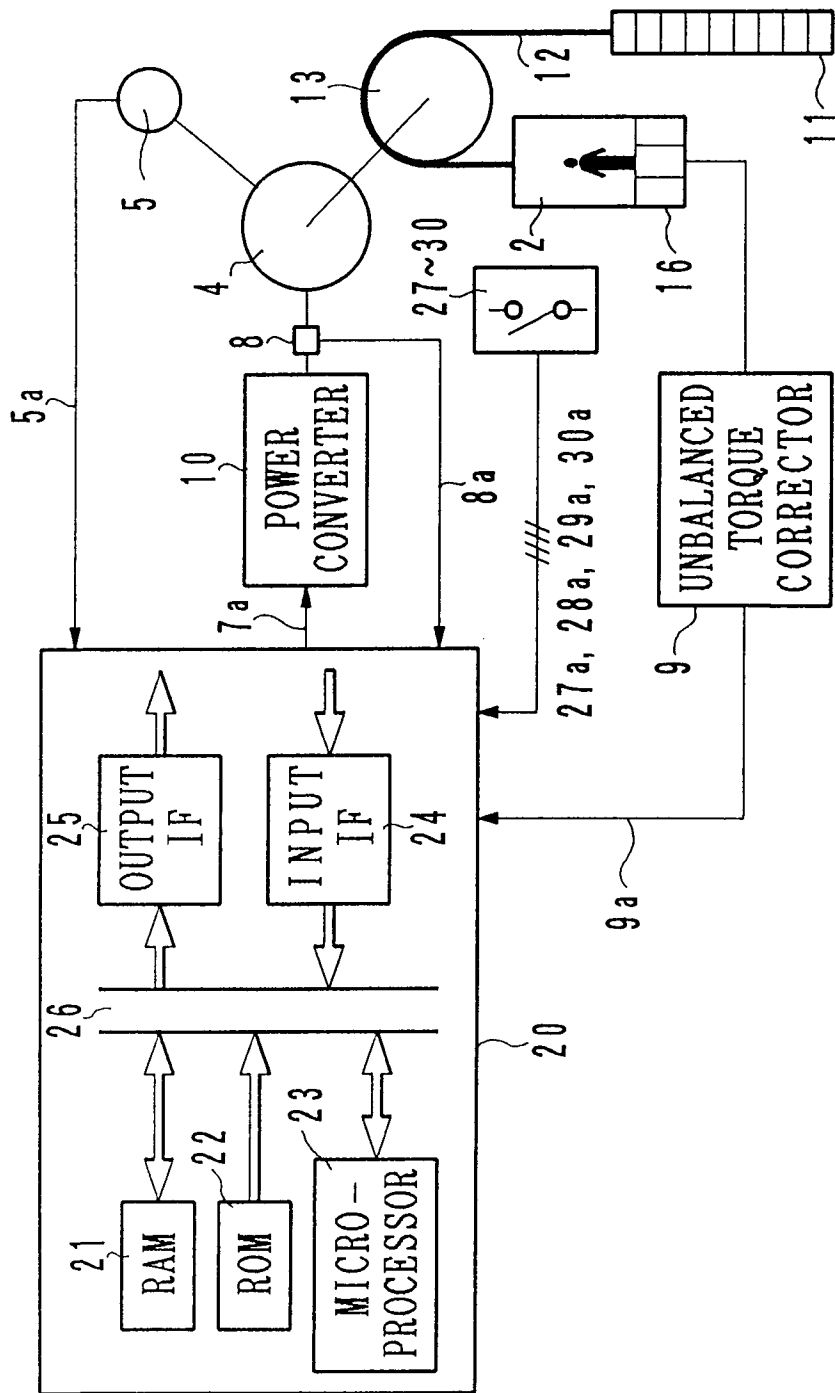 21
RAM
22
ROM
23
MICRO-
PROCESSOR
26
25
OUTPUT
IF
INPUT
IF
24
20
5a
7a
10
POWER
CONVERTER
8
8a
4
5
13
12
11
2
16
27~30
27a, 28a, 29a, 30a
9
UNBALANCED
TORQUE
CORRECTOR
9a